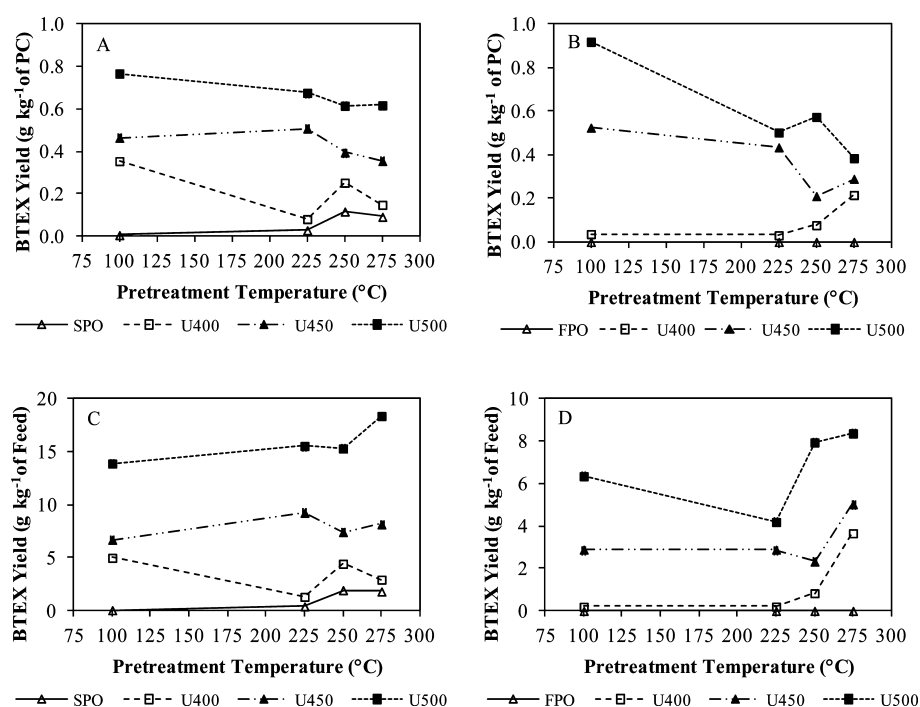 A
BTEX Yield (g kg⁻¹ of PC)
1.0
0.8
0.6
0.4
0.2
0.0
75 100 125 150 175 200 225 250 275 300
Pretreatment Temperature (°C)
SPO U400 U450 U500
B
BTEX Yield (g kg⁻¹ of PC)
1.0
0.8
0.6
0.4
0.2
0.0
75 100 125 150 175 200 225 250 275 300
Pretreatment Temperature (°C)
FPO U400 U450 U500
C
BTEX Yield (g kg⁻¹of Feed)
20
15
10
5
0
75 100 125 150 175 200 225 250 275 300
Pretreatment Temperature (°C)
SPO U400 U450 U500
D
BTEX Yield (g kg⁻¹of Feed)
10
8
6
4
2
0
75 100 125 150 175 200 225 250 275 300
Pretreatment Temperature (°C)
FPO U400 U450 U500